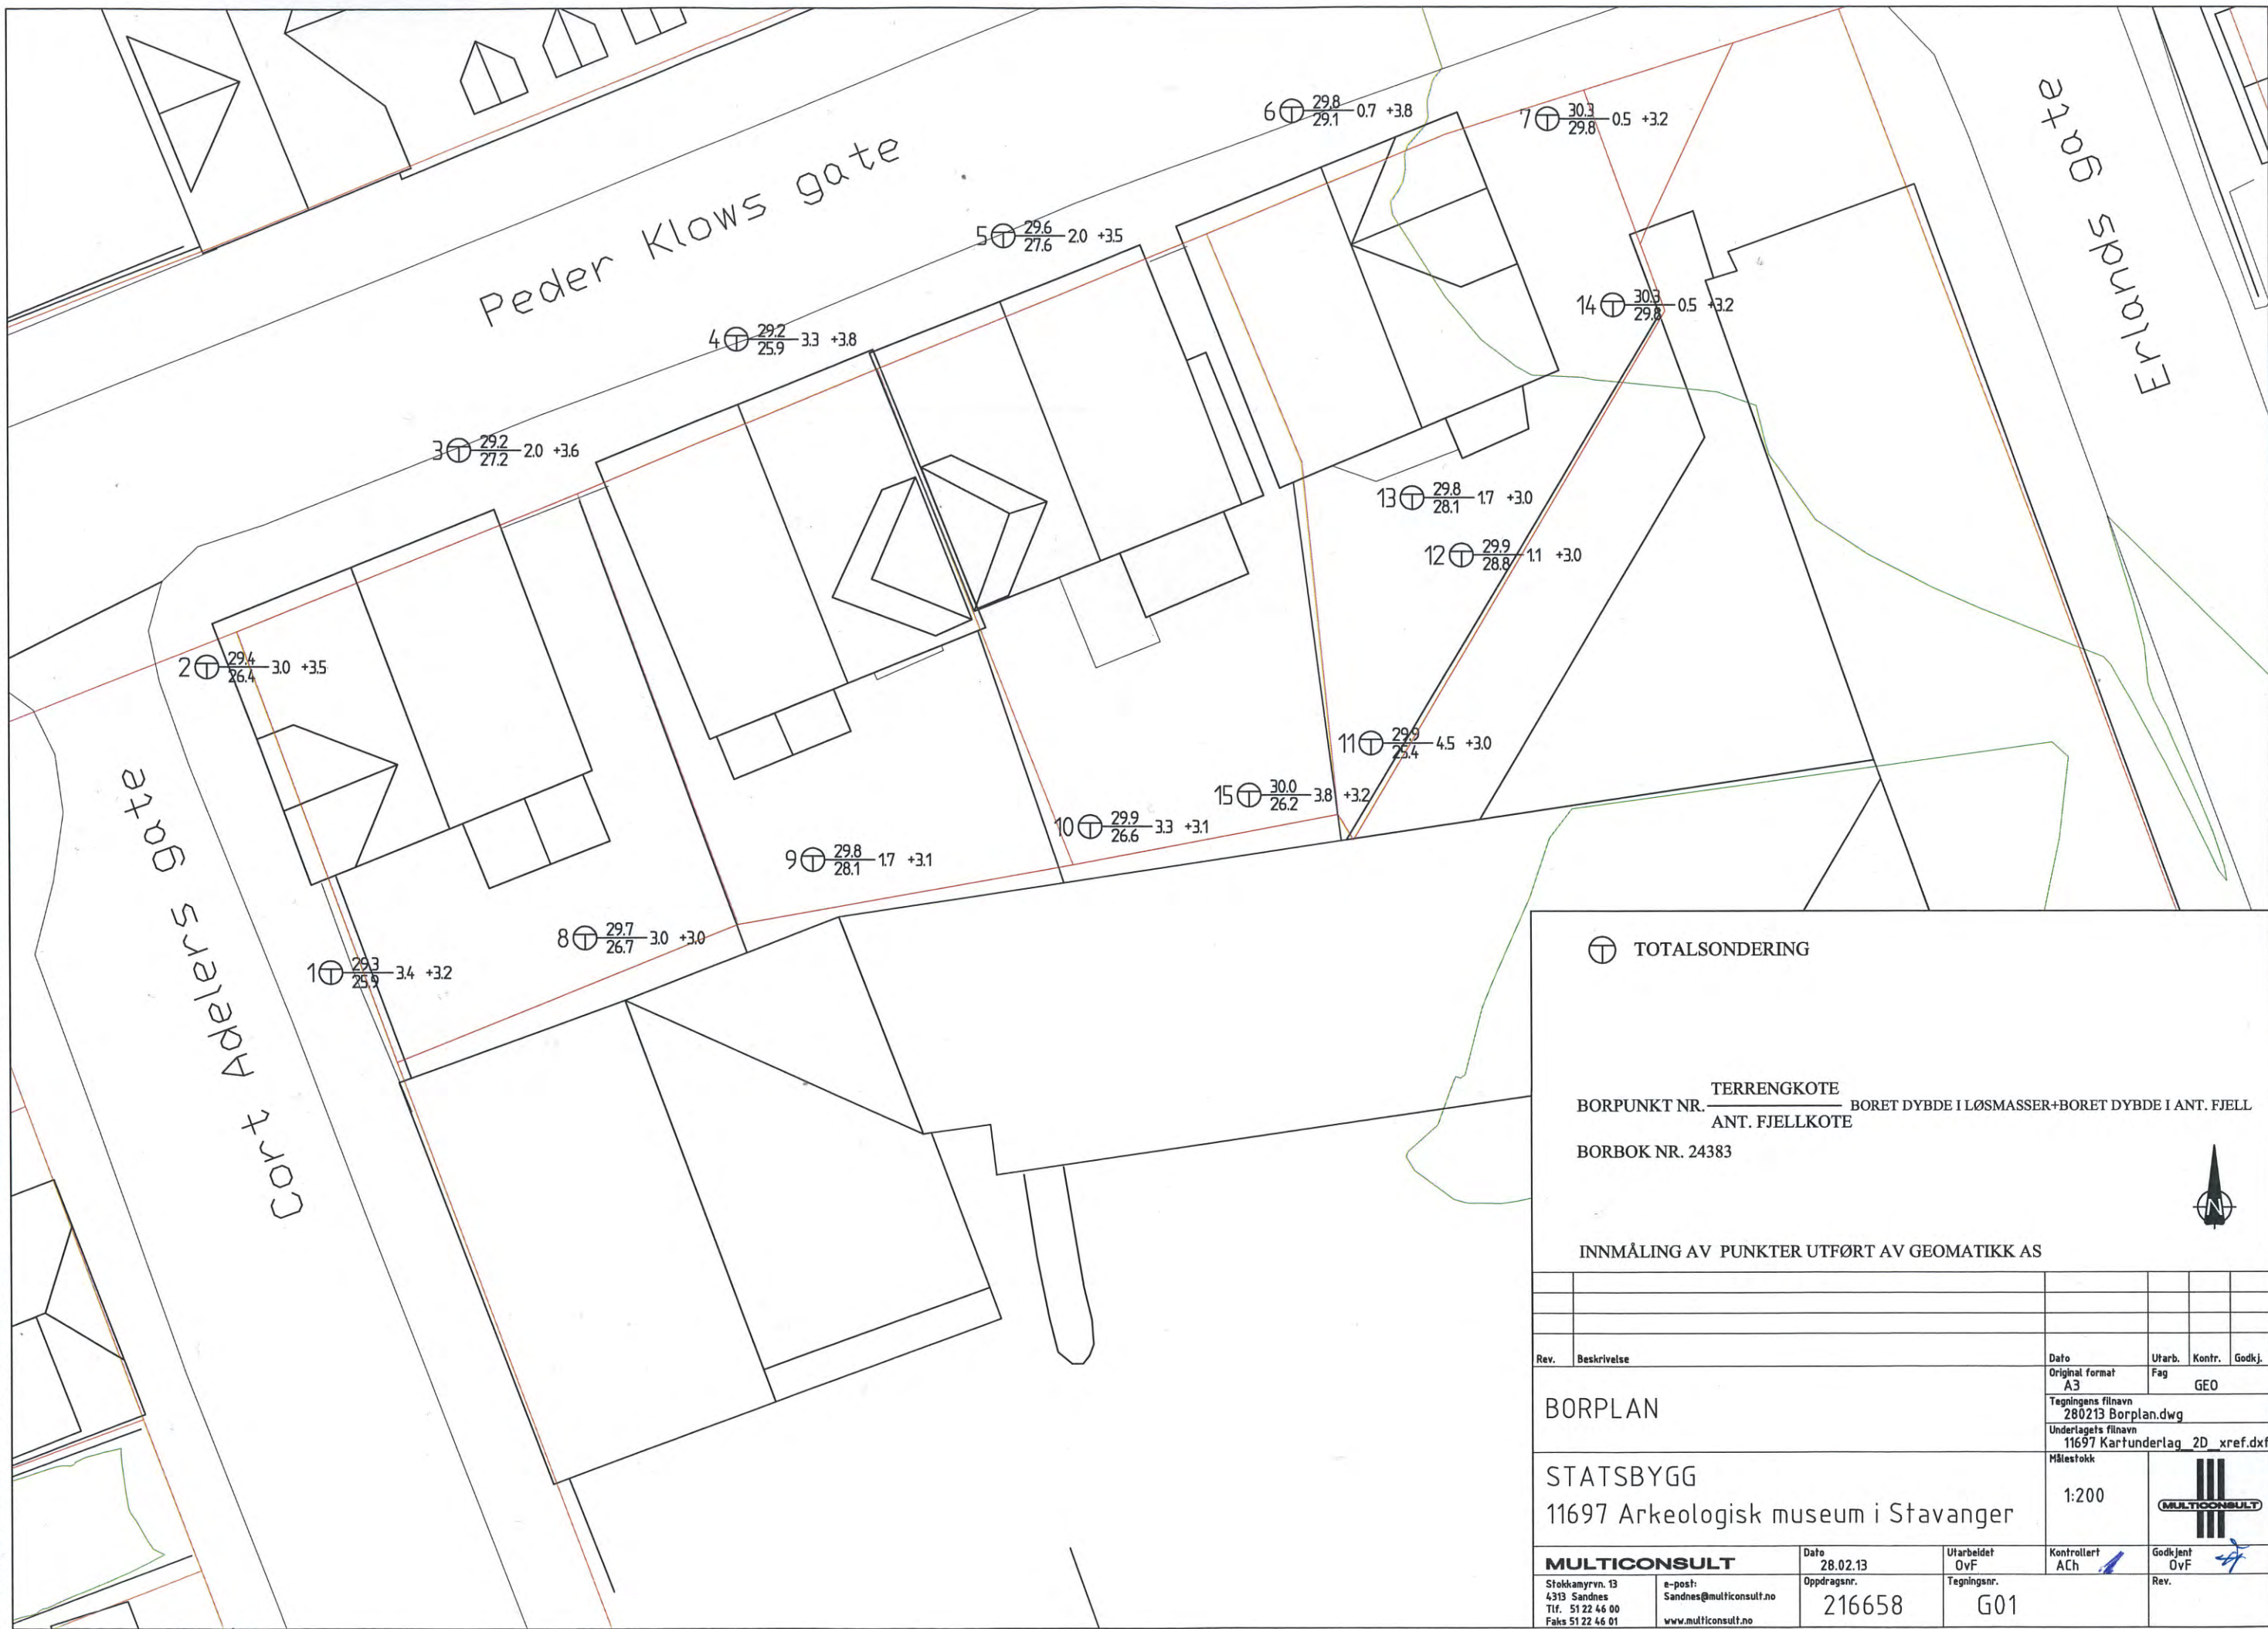 Peder Klows gate
Erlands gate
Cort Adelers gate
6 29.8 0.7 +3.8
29.1
7 30.3 0.5 +3.2
29.8
5 29.6 2.0 +3.5
27.6
14 30.3 0.5 +3.2
29.8
4 29.2 3.3 +3.8
25.9
3 29.2 2.0 +3.6
27.2
13 29.8 1.7 +3.0
28.1
12 29.9 1.1 +3.0
28.8
2 29.4 3.0 +3.5
26.4
11 29.9 4.5 +3.0
25.4
15 30.0 3.8 +3.2
26.2
10 29.9 3.3 +3.1
26.6
9 29.8 1.7 +3.1
28.1
8 29.7 3.0 +3.0
26.7
1 29.3 3.4 +3.2
25.9
T TOTALSONDERING
TERRENGKOTE
BORPUNKT NR. BORET DYBDE I LØSMASSER+BORET DYBDE I ANT. FJELL
ANT. FJELLKOTE
BORBOK NR. 24383
N
INNMÅLING AV PUNKTER UTFØRT AV GEOMATIKK AS
Rev. Beskrivelse Dato Utarb. Kontr. Godkj.
BORPLAN
Original format
A3
Fag
GEO
Tegningens filnavn
280213 Borplan.dwg
Underlagets filnavn
11697 Kartunderlag_2D_xref.dxf
STATSBYGG
11697 Arkeologisk museum i Stavanger
Målestokk
1:200
MULTICONSULT
MULTICONSULT
Dato
28.02.13
Utarbeidet
OvF
Kontrollert
ACh
Godkjent
OvF
Stokkamyrvn. 13
4313 Sandnes
Tlf. 51 22 46 00
Faks 51 22 46 01
e-post:
Sandnes@multiconsult.no
www.multiconsult.no
Oppdragsnr.
216658
Tegningsnr.
G01
Rev.